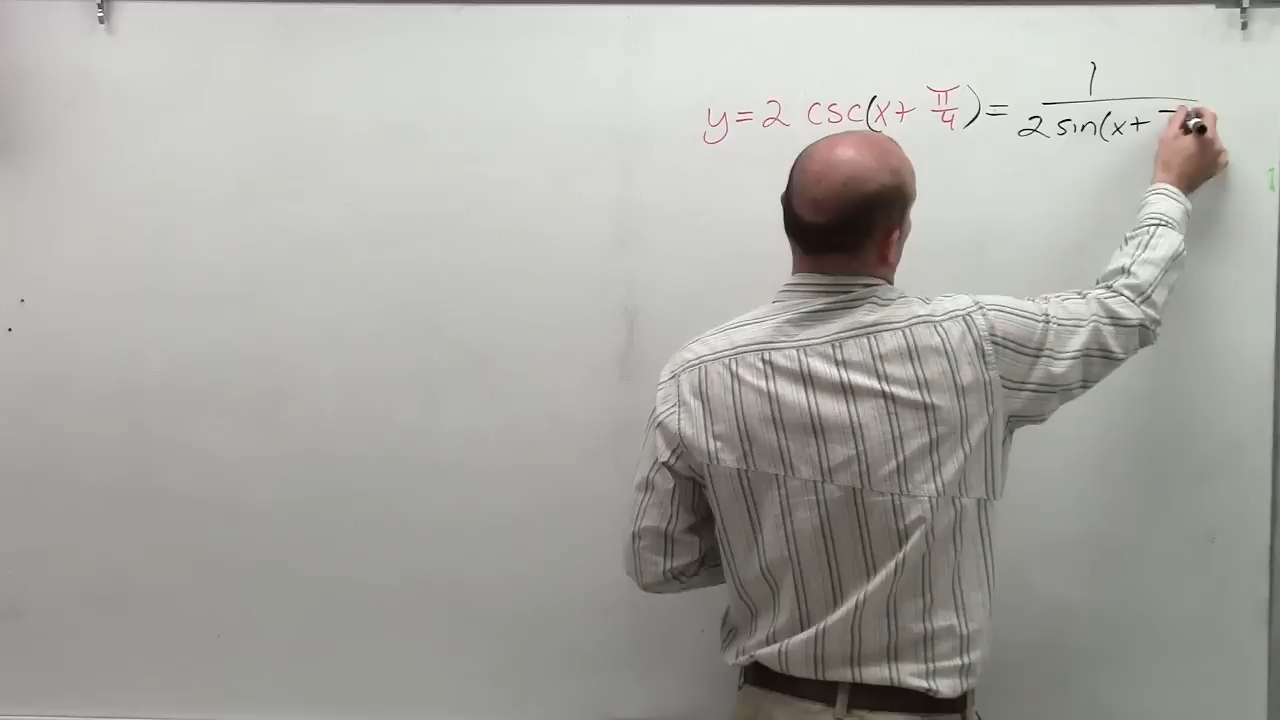 y = 2 csc(x + π/4) = 1/2 sin(x +